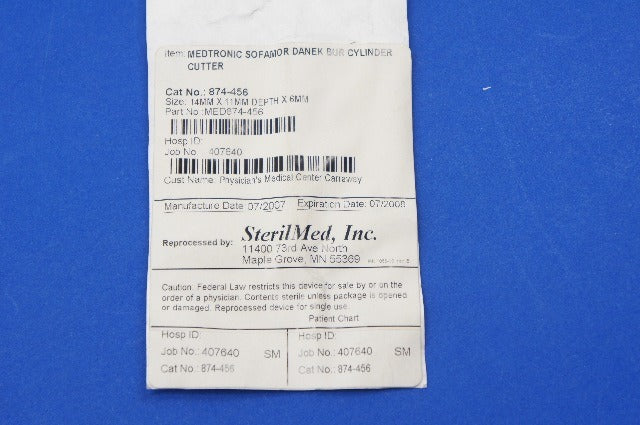 Item: MEDTRONIC SOFAMOR DANEK BUR CYLINDER
CUTTER
Cat No.: 874-456
Size: 14MM X 11MM DEPTH X 6MM
Part No.:MED874-456
Hosp ID:
Job No. 407640
Cust Name: Physician's Medical Center Carraway
Manufacture Date 07/2007 Expiration Date: 07/2008
Reprocessed by: SterilMed, Inc.
11400 73rd Ave North
Maple Grove, MN 55369
Caution: Federal Law restricts this device for sale by or on the
order of a physician. Contents sterile unless package is opened
or damaged. Reprocessed device for single use.
Patient Chart
Hosp ID: Hosp ID:
Job No.: 407640 SM Job No.: 407640 SM
Cat No.: 874-456 Cat No.: 874-456